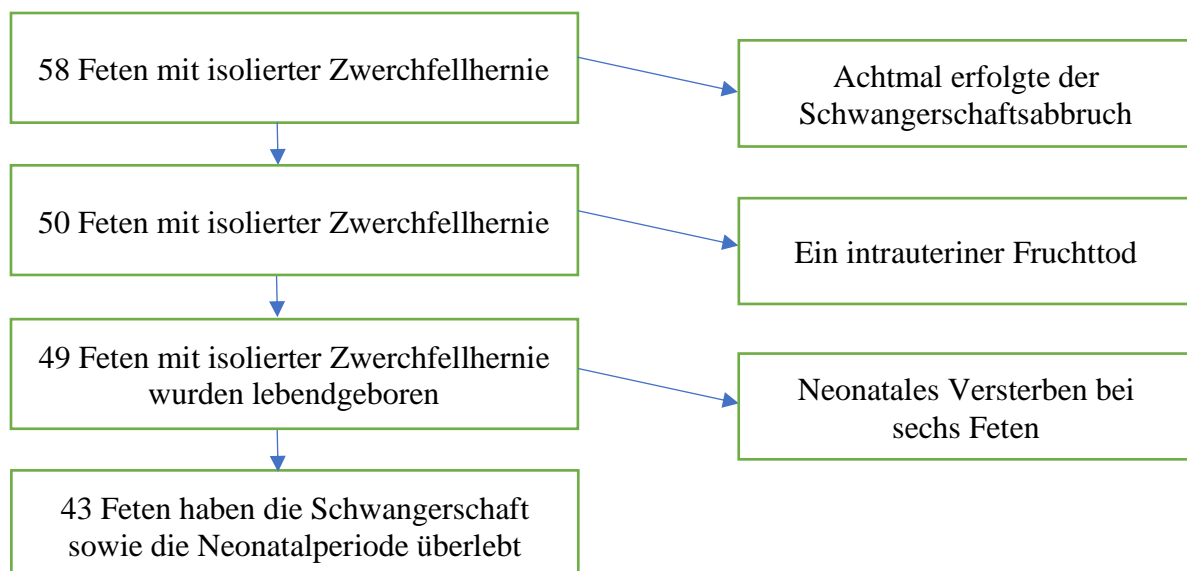 58 Feten mit isolierter Zwerchfellhernie
Achtmal erfolgte der
Schwangerschaftsabbruch
50 Feten mit isolierter Zwerchfellhernie
Ein intrauteriner Fruchttod
49 Feten mit isolierter Zwerchfellhernie
wurden lebendgeboren
Neonatales Versterben bei
sechs Feten
43 Feten haben die Schwangerschaft
sowie die Neonatalperiode überlebt